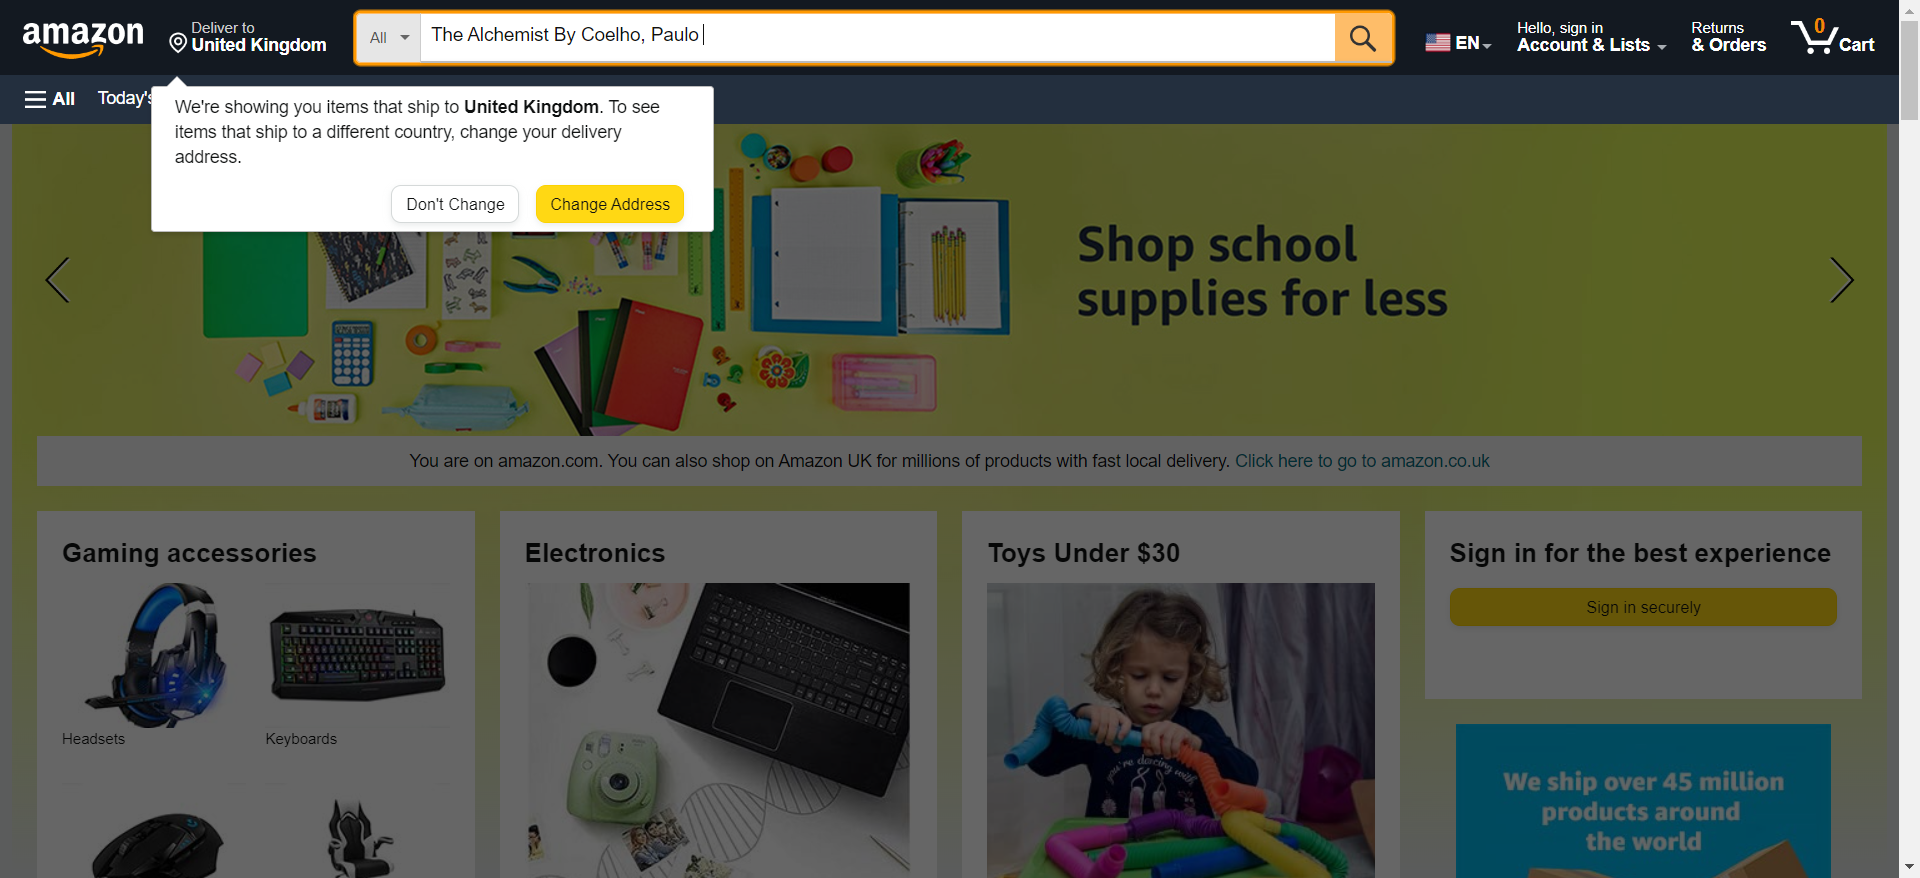 amazon
Deliver to
United Kingdom
All
The Alchemist By Coelho, Paulo
EN
Hello, sign in
Account & Lists
Returns
& Orders
0
Cart
All
Today's
We're showing you items that ship to United Kingdom. To see
items that ship to a different country, change your delivery
address.
Don't Change
Change Address
Shop school
supplies for less
You are on amazon.com. You can also shop on Amazon UK for millions of products with fast local delivery. Click here to go to amazon.co.uk
Gaming accessories
Headsets
Keyboards
Electronics
Toys Under $30
you're dancing with
Sign in for the best experience
Sign in securely
We ship over 45 million
products around
the world